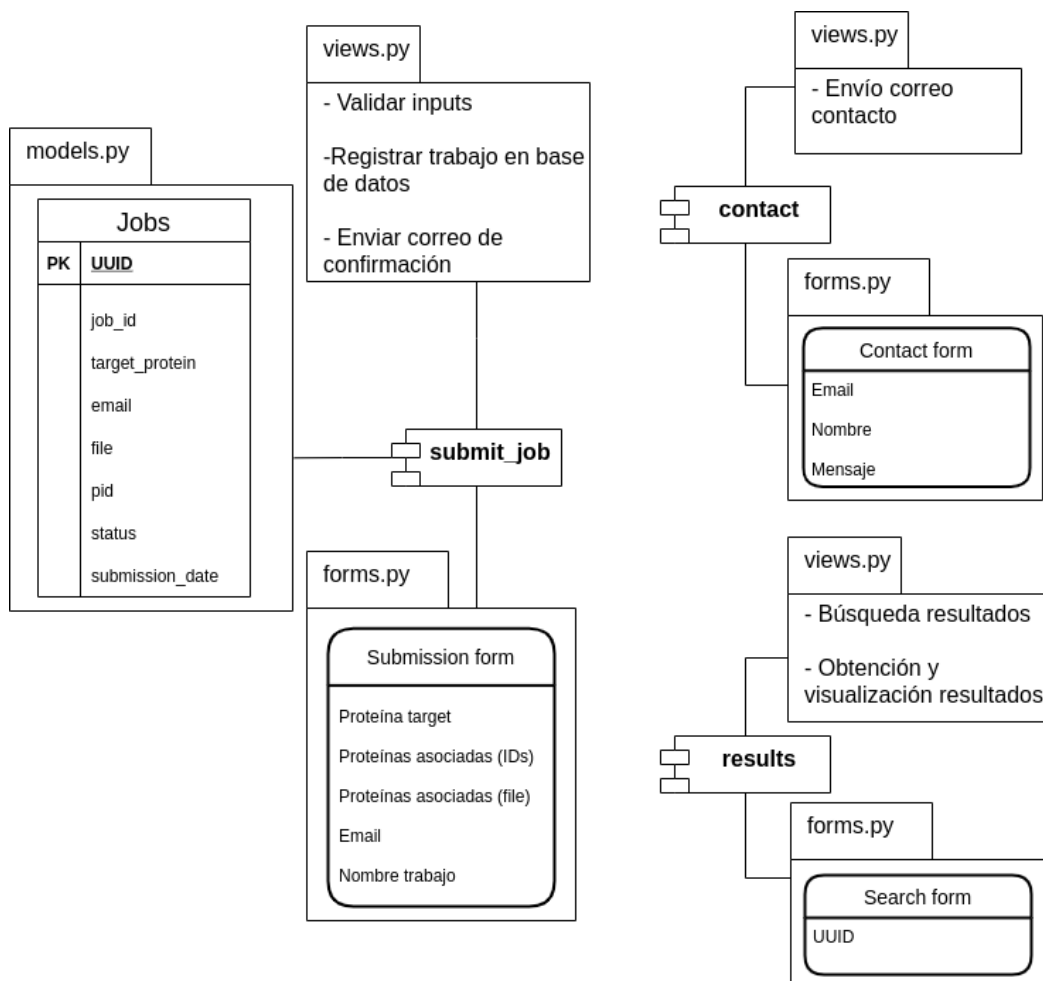 models.py
Jobs
PK UUID
job_id
target_protein
email
file
pid
status
submission_date
views.py
- Validar inputs
-Registrar trabajo en base
de datos
- Enviar correo de
confirmación
submit_job
forms.py
Submission form
Proteína target
Proteínas asociadas (IDs)
Proteínas asociadas (file)
Email
Nombre trabajo
views.py
- Envío correo
contacto
contact
forms.py
Contact form
Email
Nombre
Mensaje
views.py
- Búsqueda resultados
- Obtención y
visualización resultados
results
forms.py
Search form
UUID